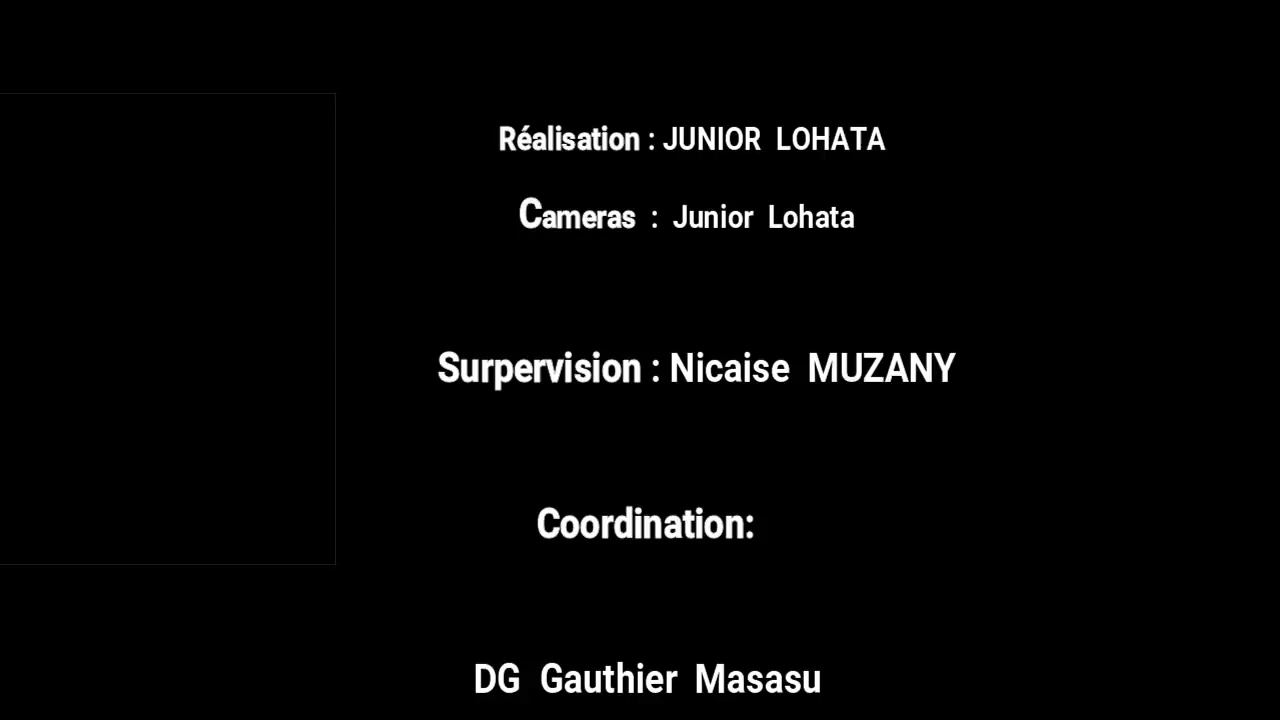 Réalisation : JUNIOR LOHATA
Cameras : Junior Lohata
Surpervision : Nicaise MUZANY
Coordination:
DG Gauthier Masasu